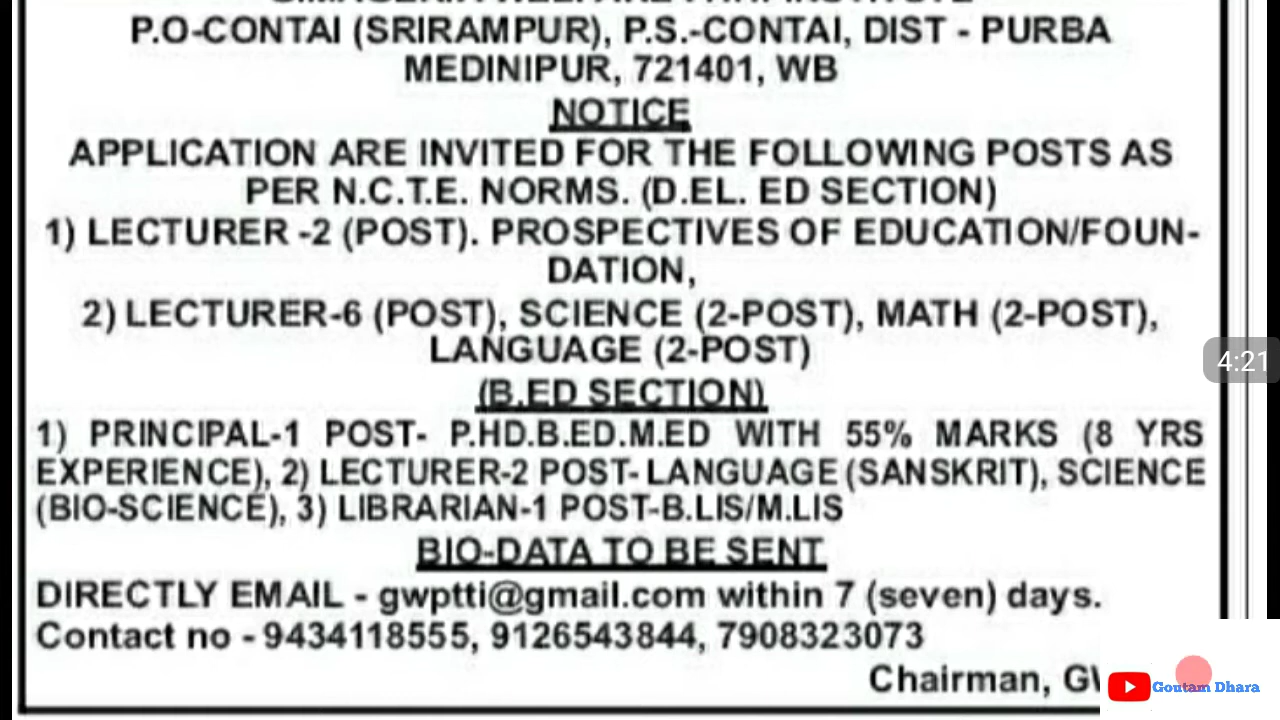 P.O-CONTAI (SRIRAMPUR), P.S.-CONTAI, DIST - PURBA
MEDINIPUR, 721401, WB
NOTICE
APPLICATION ARE INVITED FOR THE FOLLOWING POSTS AS
PER N.C.T.E. NORMS. (D.EL. ED SECTION)
1) LECTURER -2 (POST). PROSPECTIVES OF EDUCATION/FOUN-
DATION,
2) LECTURER-6 (POST), SCIENCE (2-POST), MATH (2-POST),
LANGUAGE (2-POST)
(B.ED SECTION)
1) PRINCIPAL-1 POST- P.HD.B.ED.M.ED WITH 55% MARKS (8 YRS
EXPERIENCE), 2) LECTURER-2 POST- LANGUAGE (SANSKRIT), SCIENCE
(BIO-SCIENCE), 3) LIBRARIAN-1 POST-B.LIS/M.LIS
BIO-DATA TO BE SENT
DIRECTLY EMAIL - gwptti@gmail.com within 7 (seven) days.
Contact no - 9434118555, 9126543844, 7908323073
Chairman,
4:21
Goutam Dhara